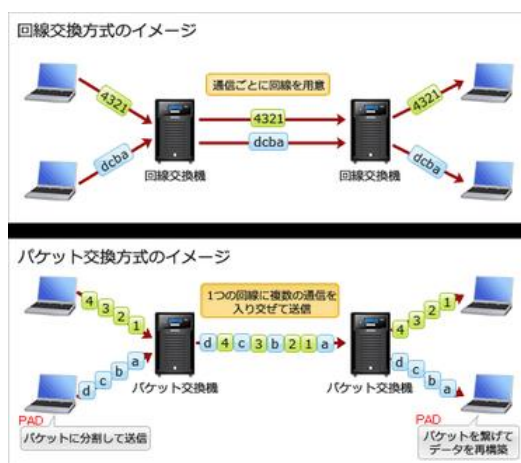 回線交換方式のイメージ
通信ごとに回線を用意
4321
4321
4321
dcba
dcba
dcba
回線交換機
回線交換機
パケット交換方式のイメージ
1つの回線に複数の通信を
入り交ぜて送信
4 3 2 1
d 4 c 3 b 2 1 a
4 3 2 1
d c b a
d c b a
パケット交換機
パケット交換機
PAD
パケットに分割して送信
PAD
パケットを繋げて
データを再構築